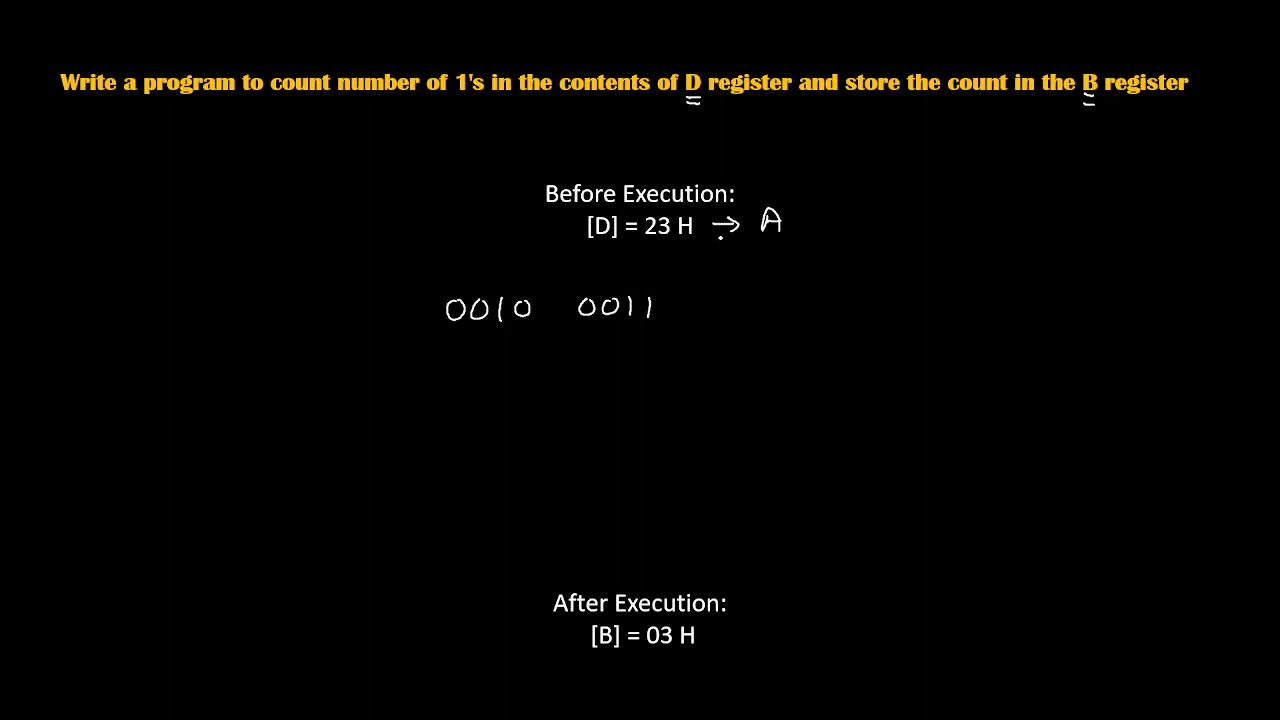 Write a program to count number of 1's in the contents of D register and store the count in the B register
Before Execution:
[D] = 23 H → A
0010 0011
After Execution:
[B] = 03 H